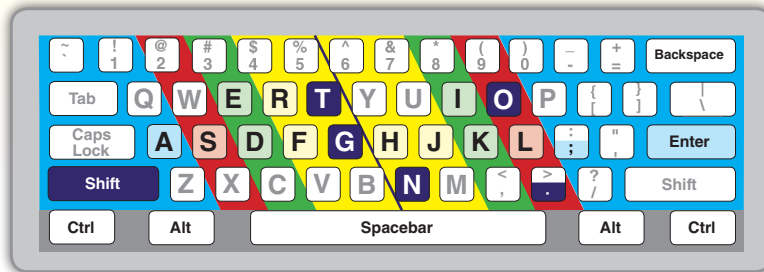 ~ ` ! 1 @ 2 # 3 $ 4 % 5 ^ 6 & 7 * 8 ( 9 ) 0 _ - + = Backspace
Tab Q W E R T Y U I O P { [ } ] | \
Caps Lock A S D F G H J K L : ; " , Enter
Shift Z X C V B N M < , > . ? / Shift
Ctrl Alt Spacebar Alt Ctrl